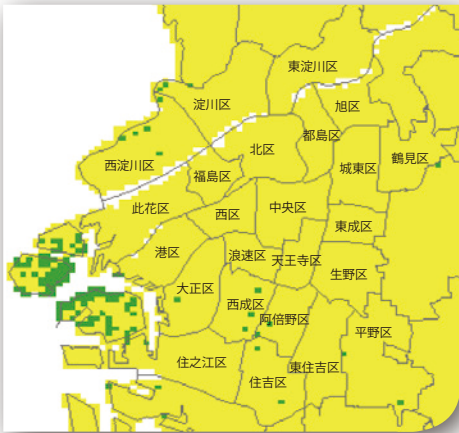 東淀川区
淀川区
旭区
都島区
北区
鶴見区
西淀川区
城東区
福島区
此花区
西区
中央区
東成区
港区
浪速区
天王寺区
生野区
大正区
西成区
阿倍野区
平野区
住之江区
東住吉区
住吉区